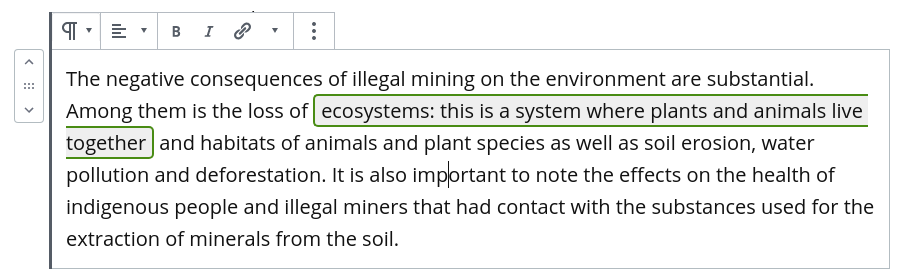 B I
The negative consequences of illegal mining on the environment are substantial.
Among them is the loss of ecosystems: this is a system where plants and animals live
together and habitats of animals and plant species as well as soil erosion, water
pollution and deforestation. It is also important to note the effects on the health of
indigenous people and illegal miners that had contact with the substances used for the
extraction of minerals from the soil.